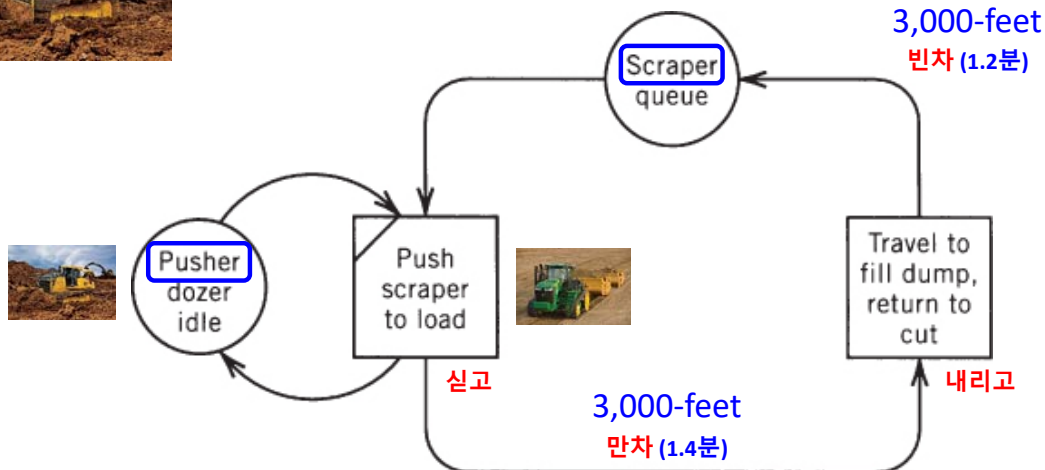 3,000-feet
빈차 (1.2분)
Scraper
queue
Pusher
dozer
idle
Push
scraper
to load
Travel to
fill dump,
return to
cut
싣고
내리고
3,000-feet
만차 (1.4분)